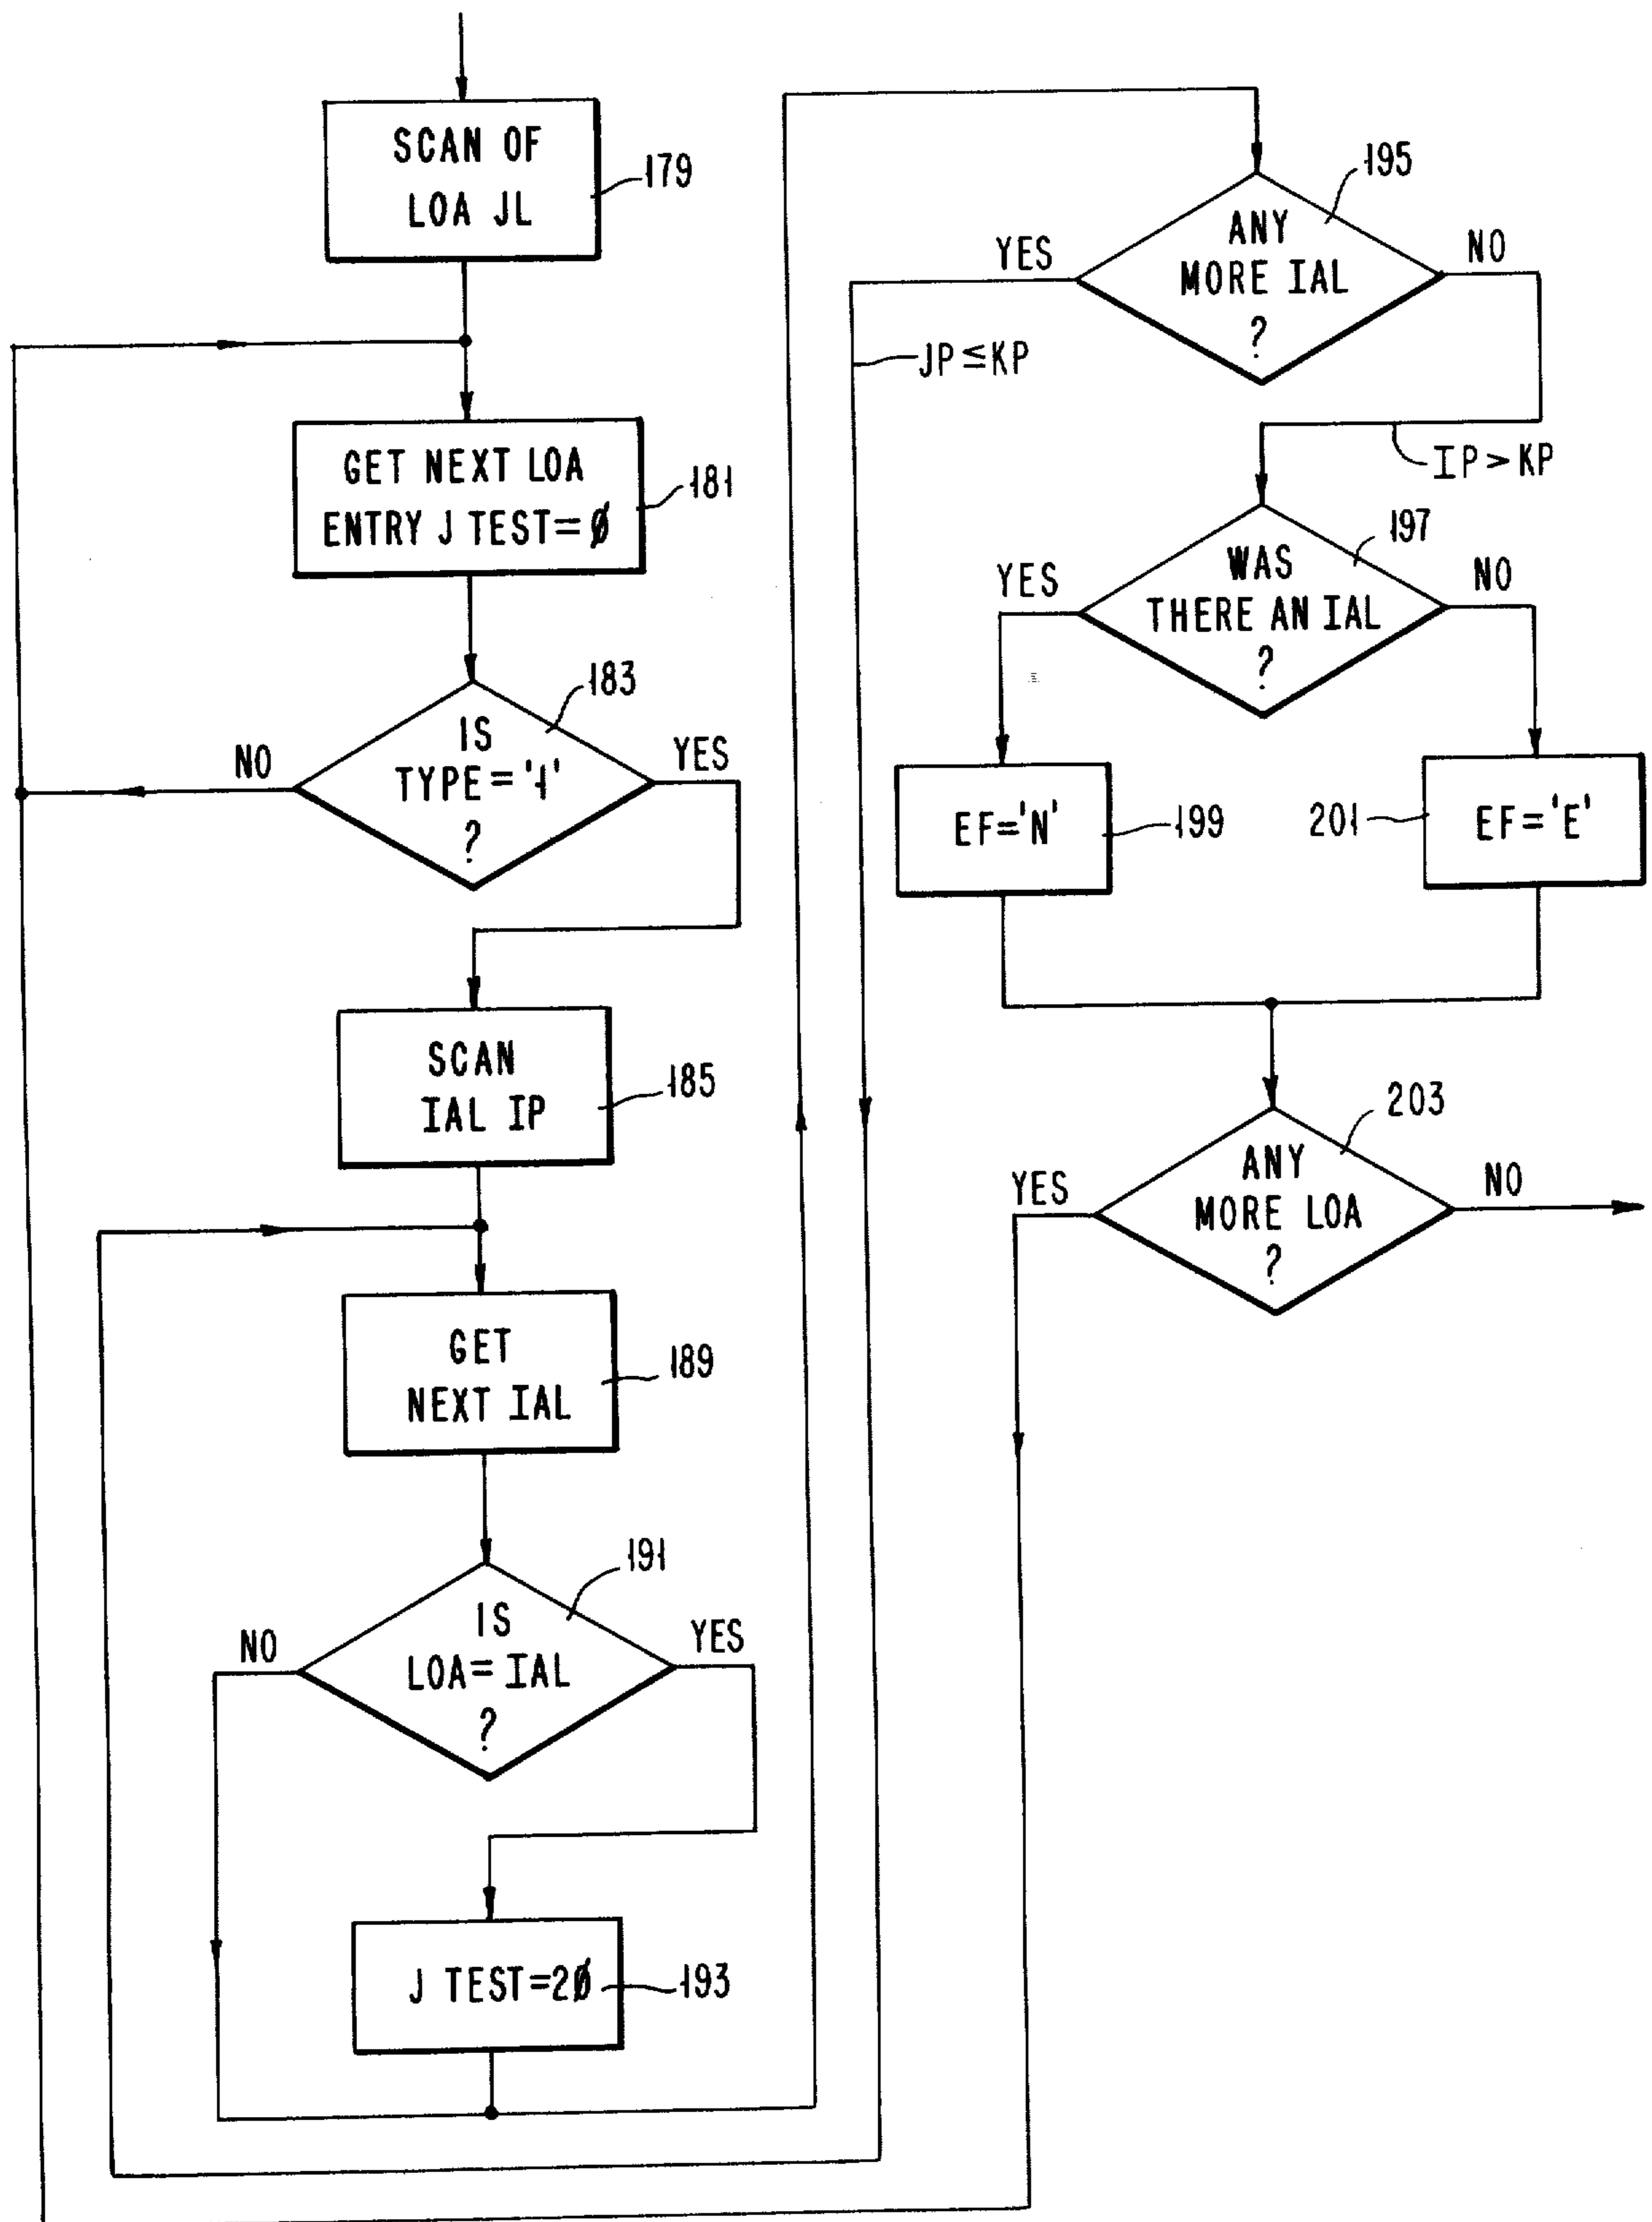 SCAN OF
LOA JL
179
GET NEXT LOA
ENTRY J TEST=Ø
181
IS
TYPE='1'
?
183
NO
YES
SCAN
IAL IP
185
GET
NEXT IAL
189
IS
LOA=IAL
?
191
NO
YES
J TEST=2Ø
193
ANY
MORE IAL
?
195
YES
NO
JP≤KP
IP>KP
WAS
THERE AN IAL
?
197
YES
NO
EF='N'
199
201
EF='E'
ANY
MORE LOA
?
203
YES
NO